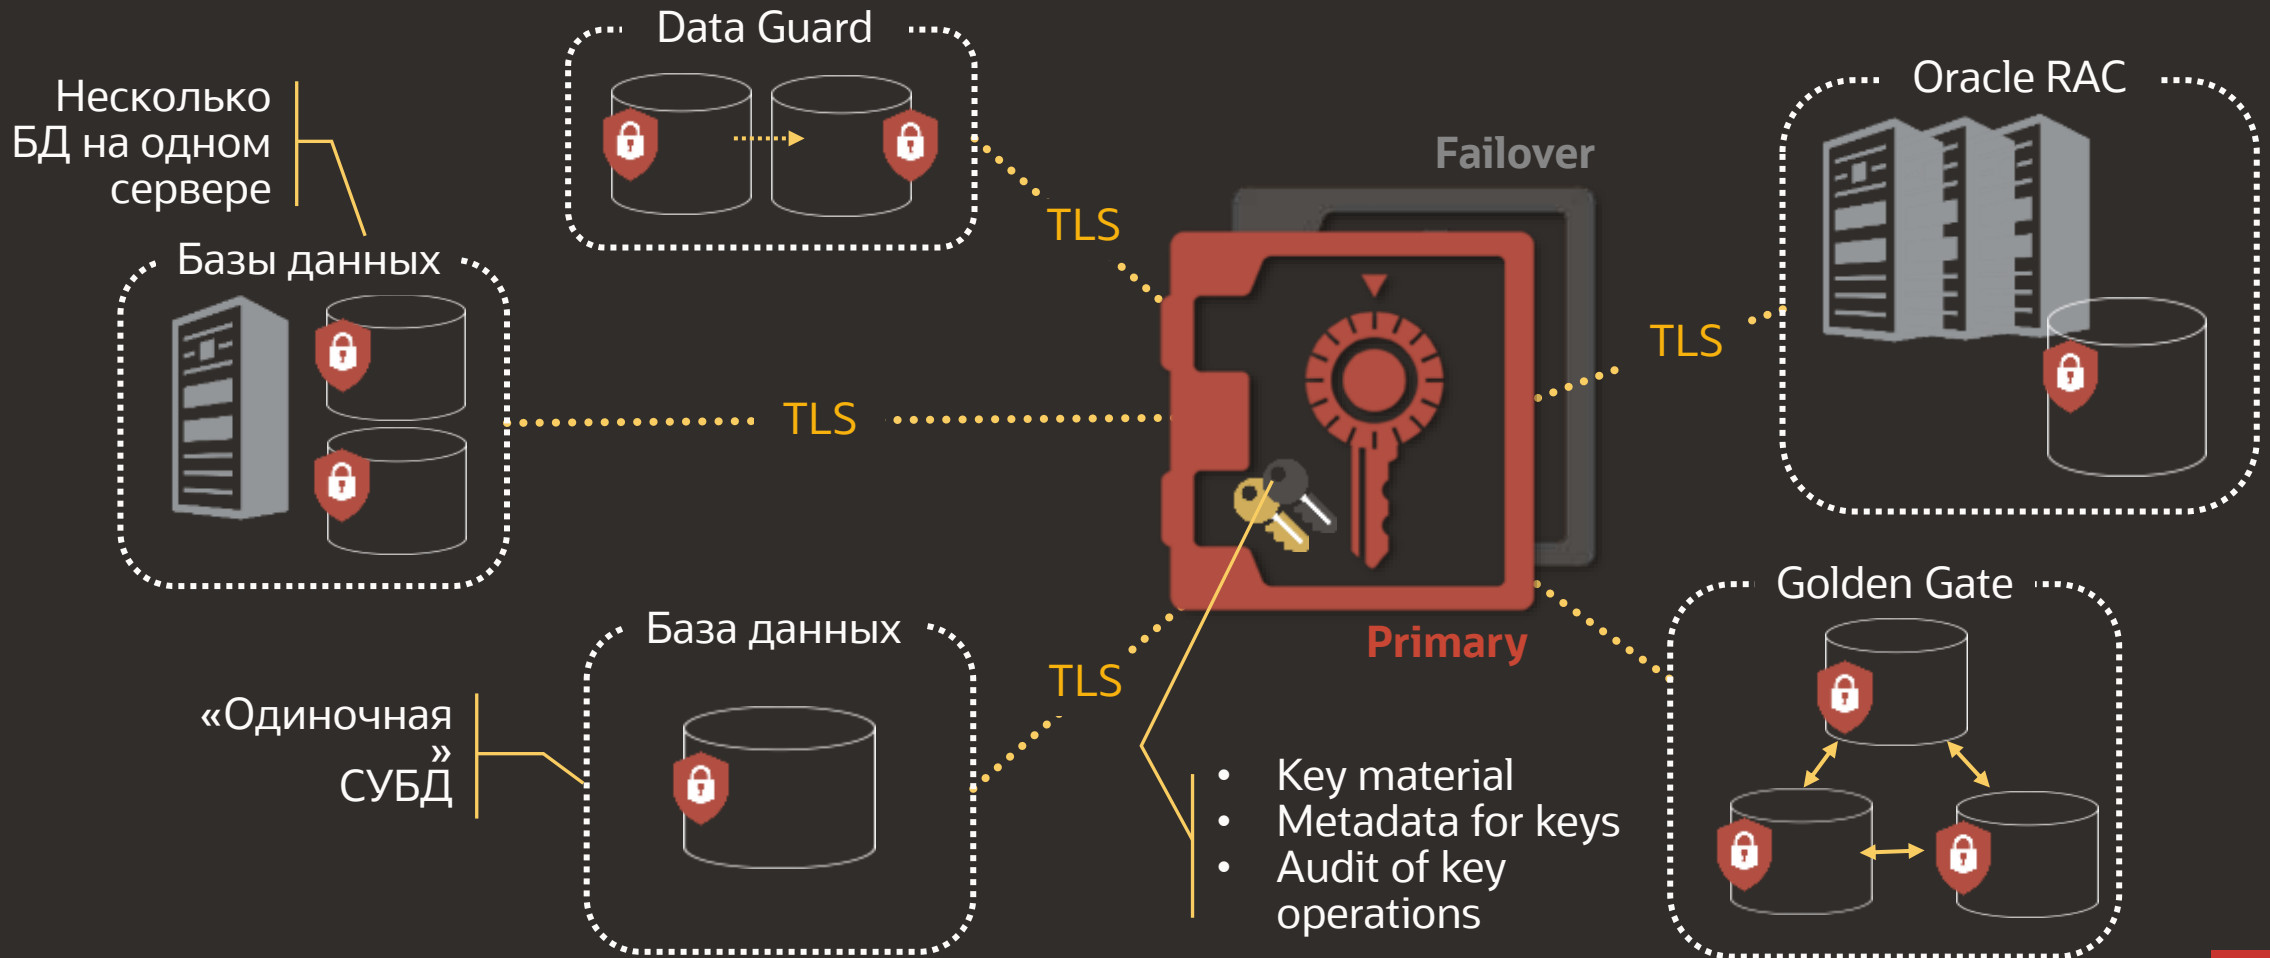 Data Guard
Несколько
БД на одном
сервере
Oracle RAC
Failover
TLS
Базы данных
TLS
TLS
Golden Gate
База данных
Primary
TLS
«Одиночная
»
СУБД
• Key material
• Metadata for keys
• Audit of key
operations